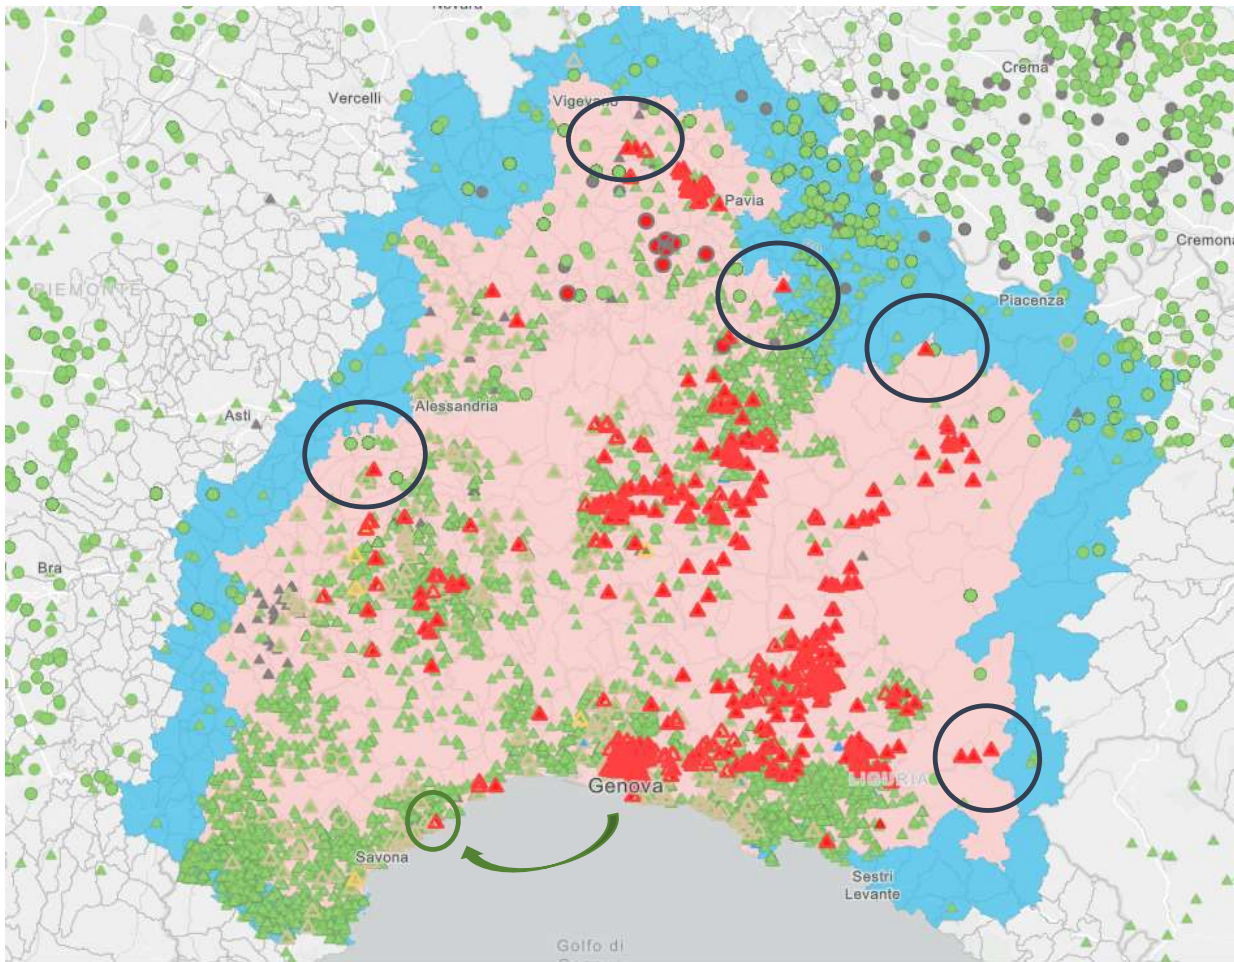 Novara
Crema
Vercelli
Vigevano
Pavia
Cremona
PIEMONTE
Piacenza
Alessandria
Asti
Bra
LIGURIA
Genova
Savona
Sestri
Levante
Golfo di